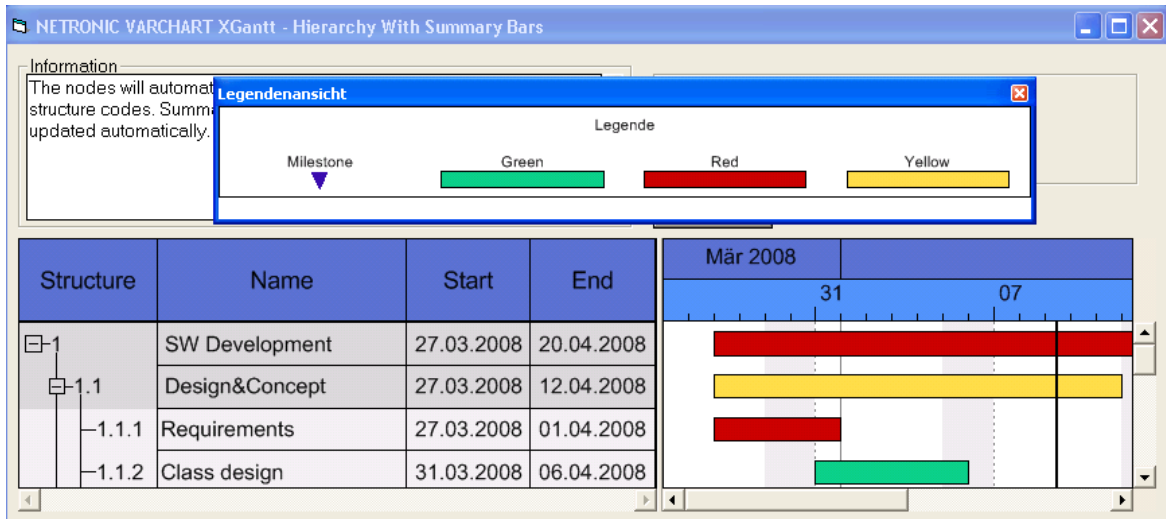 NETRONIC VARCHART XGantt - Hierarchy With Summary Bars
Information
The nodes will automat
structure codes. Summ
updated automatically.
Legendenansicht
Legende
Milestone Green Red Yellow
Structure Name Start End
Mär 2008
31 07
1 SW Development 27.03.2008 20.04.2008
1.1 Design&Concept 27.03.2008 12.04.2008
1.1.1 Requirements 27.03.2008 01.04.2008
1.1.2 Class design 31.03.2008 06.04.2008